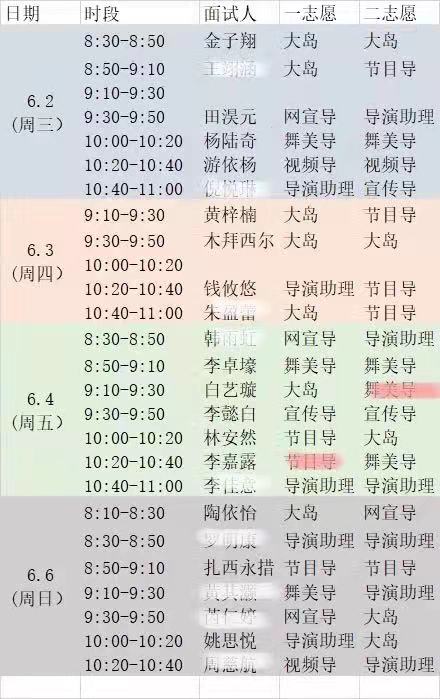 日期 时段 面试人 一志愿 二志愿
6.2
(周三)
8:30-8:50 金子翔 大岛 大岛
8:50-9:10 大岛 节目导
9:10-9:30
9:30-9:50 田淏元 网宣导 导演助理
10:00-10:20 杨陆奇 舞美导 舞美导
10:20-10:40 游依杨 视频导 视频导
10:40-11:00 导演助理 宣传导
6.3
(周四)
9:10-9:30 黄梓楠 大岛 节目导
9:30-9:50 木拜西尔 大岛 大岛
10:00-10:20
10:20-10:40 钱攸悠 导演助理 节目导
10:40-11:00 朱盈蕾 大岛 节目导
6.4
(周五)
8:30-8:50 韩雨虹 网宣导 导演助理
8:50-9:10 李卓壕 舞美导 舞美导
9:10-9:30 白艺璇 大岛 舞美导
9:30-9:50 李懿白 宣传导 宣传导
10:00-10:20 林安然 节目导 大岛
10:20-10:40 李嘉露 节目导 舞美导
10:40-11:00 李佳意 导演助理 导演助理
6.6
(周日)
8:10-8:30 陶依怡 大岛 网宣导
8:30-8:50 罗明康 导演助理 导演助理
8:50-9:10 扎西永措 节目导 节目导
9:10-9:30 舞美导 导演助理
9:30-9:50 网宣导 大岛
10:00-10:20 姚思悦 导演助理 大岛
10:20-10:40 视频导 导演助理